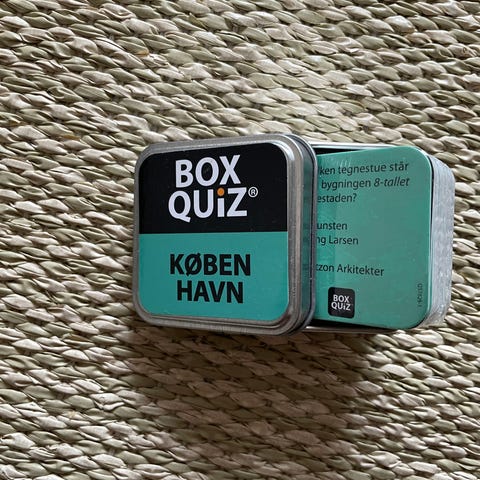 BOX
QUiZ®
KØBEN
HAVN
ken tegnestue står
bygningen 8-tallet
estaden?
unsten
ng Larsen
tzon Arkitekter
BOX
QUiZ